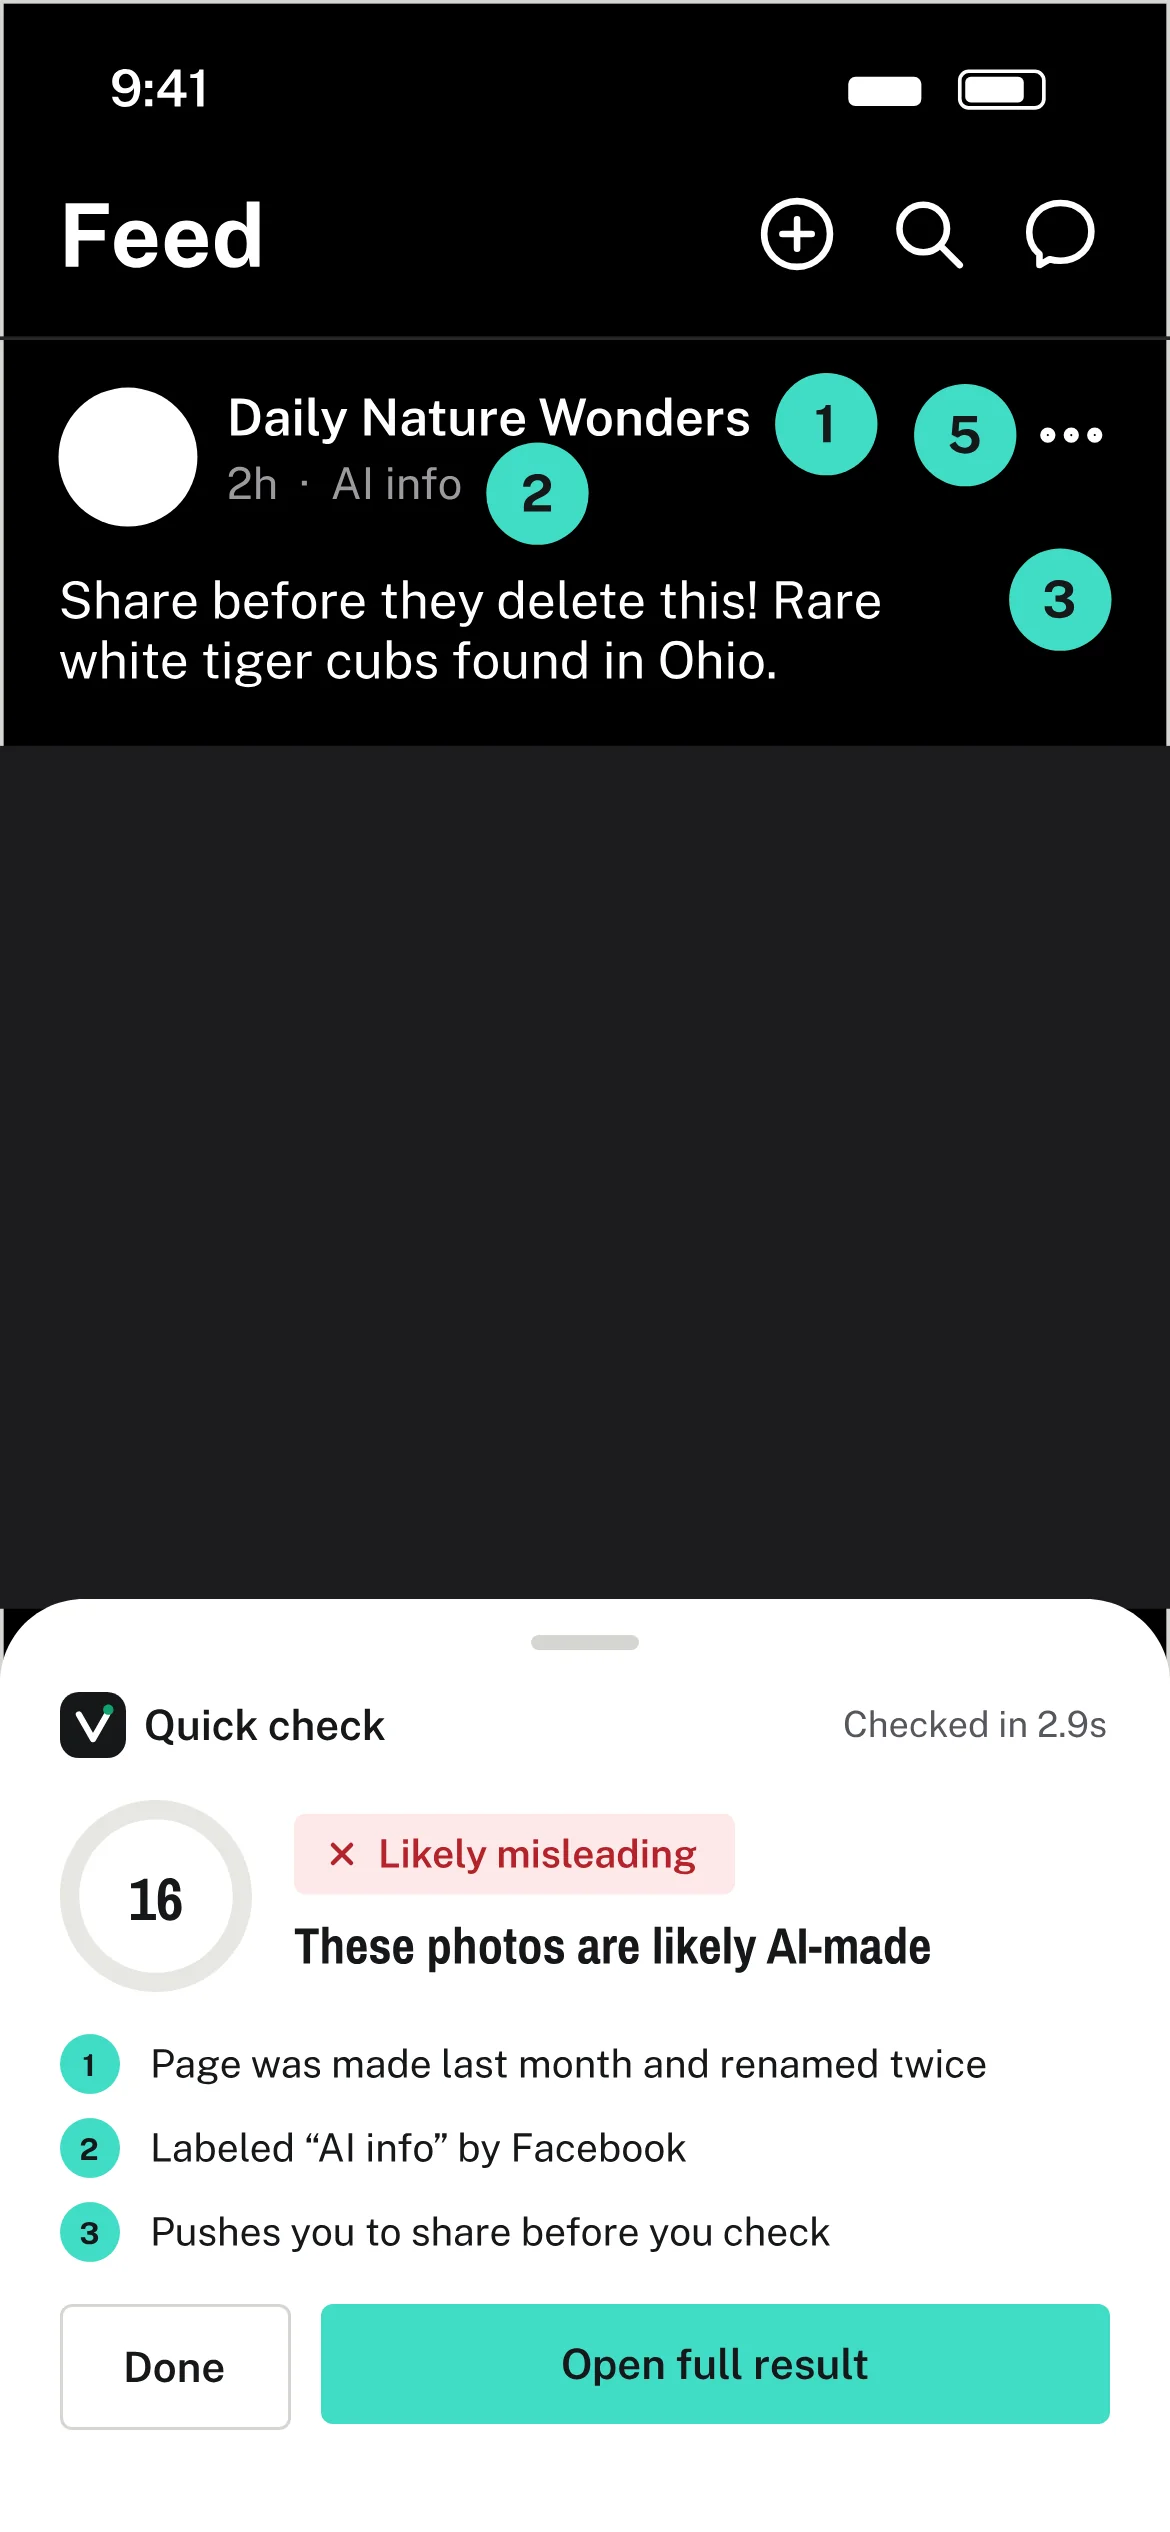 9:41
Feed
Daily Nature Wonders 1 5
2h · AI info 2
Share before they delete this! Rare 3
white tiger cubs found in Ohio.
Quick check Checked in 2.9s
16
Likely misleading
These photos are likely AI-made
1 Page was made last month and renamed twice
2 Labeled “AI info” by Facebook
3 Pushes you to share before you check
Done Open full result